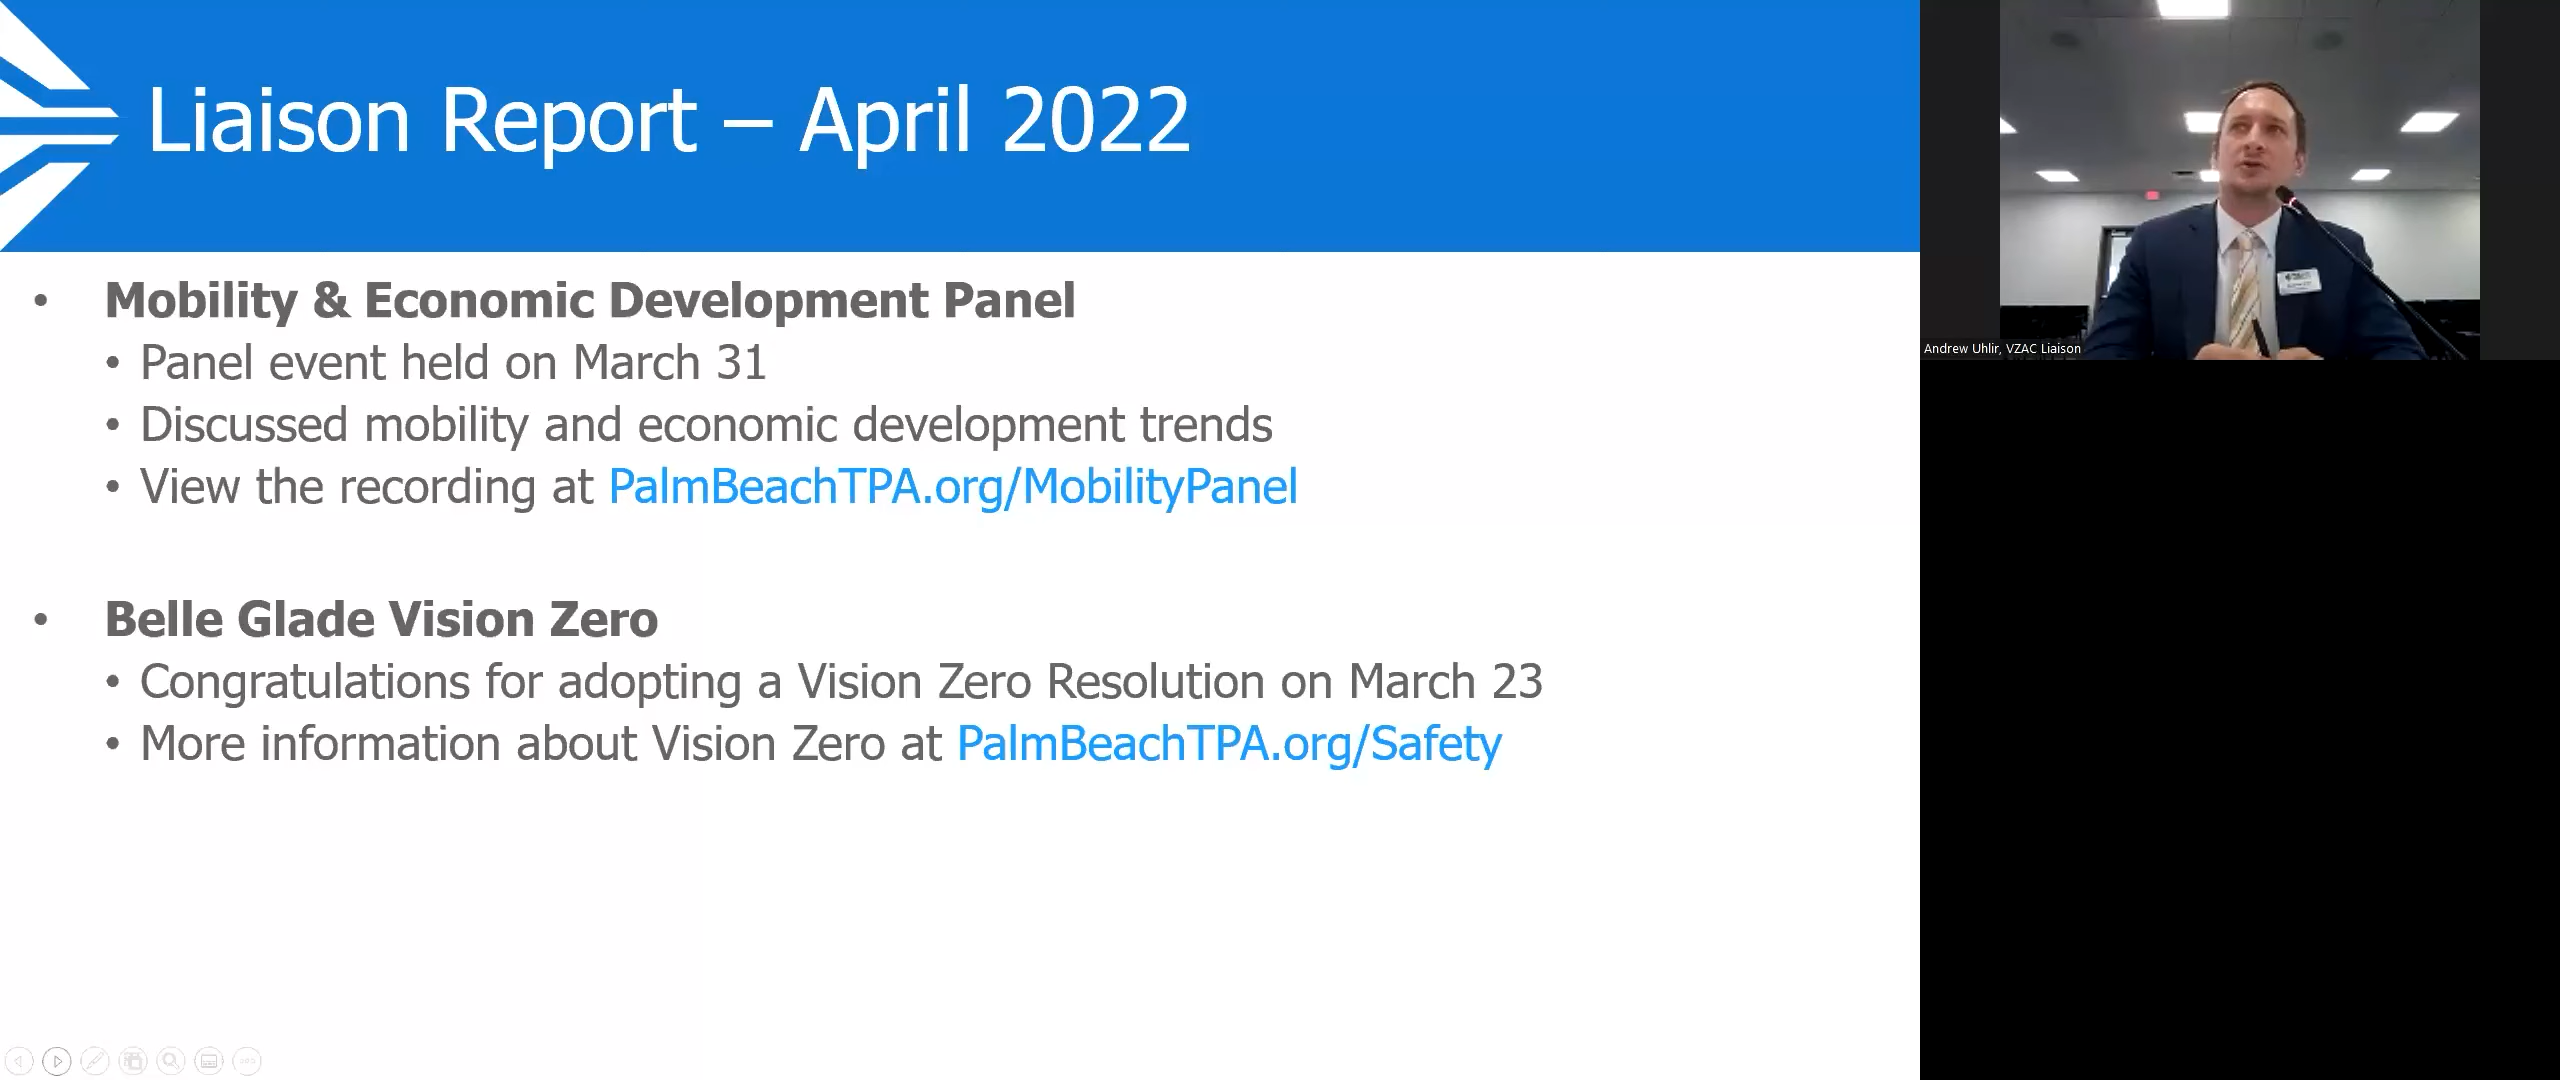 Liaison Report – April 2022
• Mobility & Economic Development Panel
• Panel event held on March 31
• Discussed mobility and economic development trends
• View the recording at PalmBeachTPA.org/MobilityPanel
• Belle Glade Vision Zero
• Congratulations for adopting a Vision Zero Resolution on March 23
• More information about Vision Zero at PalmBeachTPA.org/Safety
Andrew Uhlir, VZAC Liaison